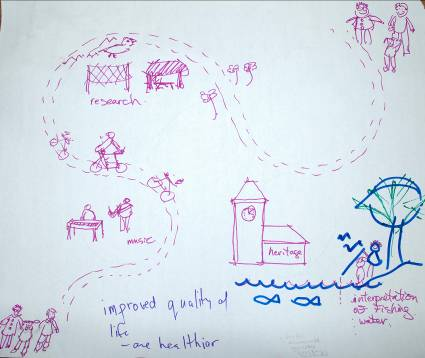 research
music
heritage
improved quality of
life
- are healthier
interpretation
of fishing
water.